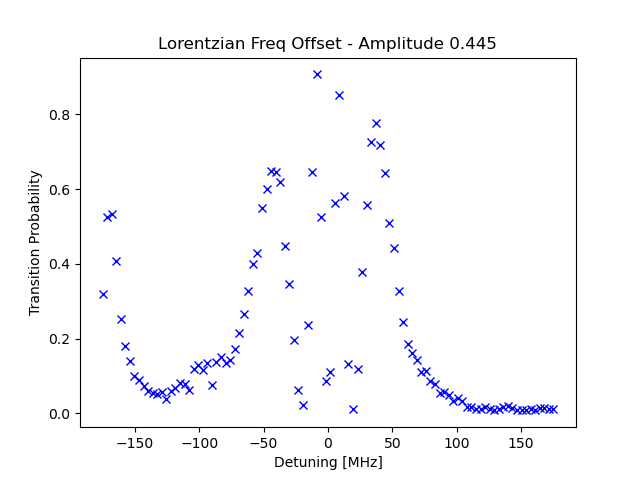 Lorentzian Freq Offset - Amplitude 0.445
Transition Probability
0.8
0.6
0.4
0.2
0.0
−150 −100 −50 0 50 100 150
Detuning [MHz]